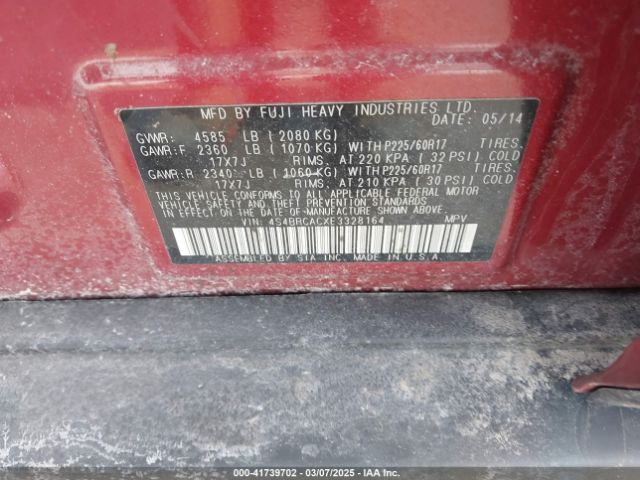 MFD BY FUJI HEAVY INDUSTRIES LTD.
DATE: 05/14
GVWR: 4585 LB ( 2080 KG)
GAWR:F 2360 LB ( 1070 KG) WITH P225/60R17 TIRES,
17X7J RIMS, AT 220 KPA ( 32 PSI) COLD
GAWR:R 2340 LB ( 1060 KG) WITH P225/60R17 TIRES,
17X7J RIMS, AT 210 KPA ( 30 PSI) COLD
THIS VEHICLE CONFORMS TO ALL APPLICABLE FEDERAL MOTOR
VEHICLE SAFETY AND THEFT PREVENTION STANDARDS IN
EFFECT ON THE DATE OF MANUFACTURE SHOWN ABOVE.
VIN: 4S4BRCACXE3328164 MPV
ASSEMBLED BY SIA INC. MADE IN U.S.A.
000-41739702 - 03/07/2025 - IAA Inc.